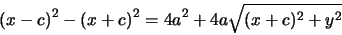 (x − c)² − (x + c)² = 4a² + 4a√((x + c)² + y²)